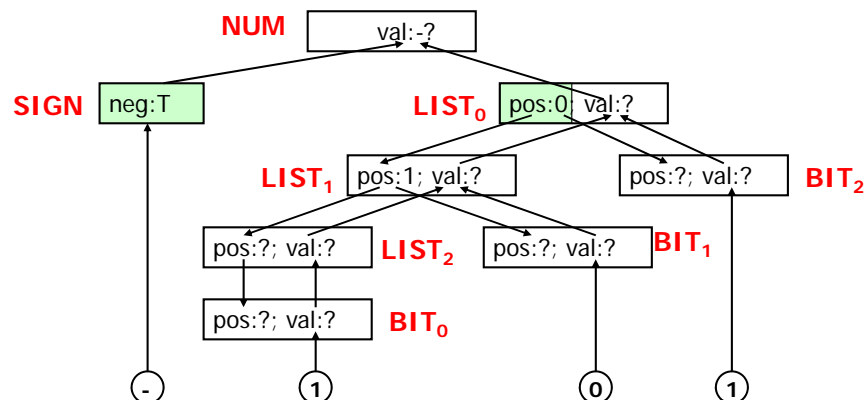 NUM val:-?
SIGN neg:T LIST0 pos:0; val:?
LIST1 pos:1; val:? pos:?; val:? BIT2
pos:?; val:? LIST2 pos:?; val:? BIT1
pos:?; val:? BIT0
- 1 0 1